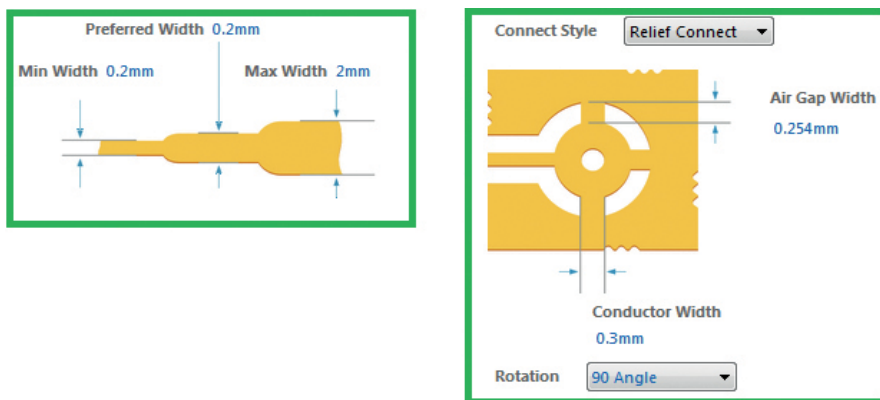 Preferred Width 0.2mm
Min Width 0.2mm
Max Width 2mm
Connect Style Relief Connect
Air Gap Width
0.254mm
Conductor Width
0.3mm
Rotation 90 Angle